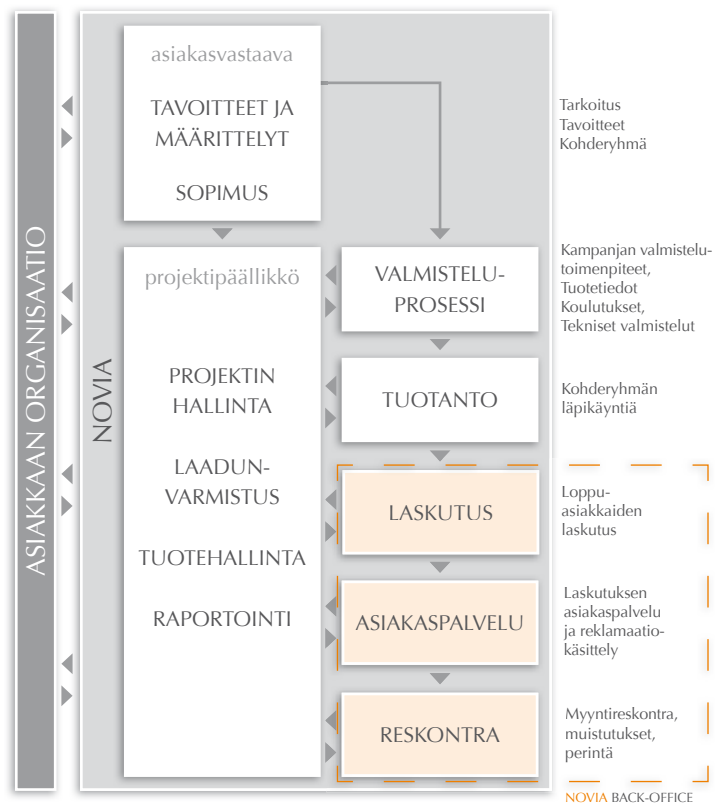 ASIAKKAAN ORGANISAATIO
NOVIA
asiakasvastaava
TAVOITTEET JA
MÄÄRITTELYT
SOPIMUS
projektipäällikkö
PROJEKTIN
HALLINTA
LAADUN-
VARMISTUS
TUOTEHALLINTA
RAPORTOINTI
VALMISTELU-
PROSESSI
TUOTANTO
LASKUTUS
ASIAKASPALVELU
RESKONTRA
Tarkoitus
Tavoitteet
Kohderyhmä
Kampanjan valmistelu-
toimenpiteet,
Tuotetiedot
Koulutukset,
Tekniset valmistelut
Kohderyhmän
läpikäyntiä
Loppu-
asiakkaiden
laskutus
Laskutuksen
asiakaspalvelu
ja reklamaatio-
käsittely
Myyntireskontra,
muistutukset,
perintä
NOVIA BACK-OFFICE